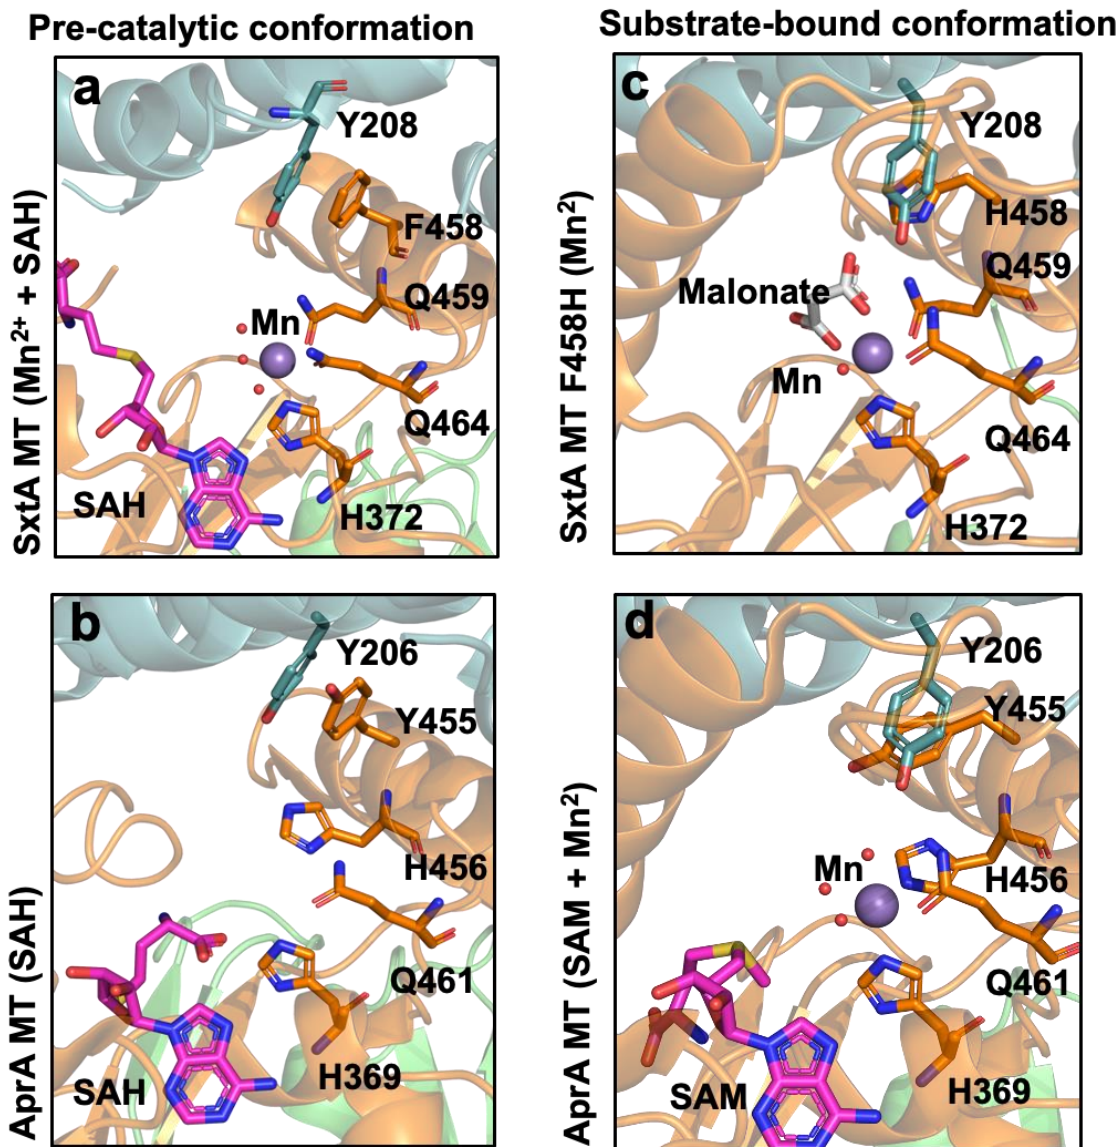 Pre-catalytic conformation
Substrate-bound conformation
SxtA MT (Mn²⁺ + SAH)
a
Y208
F458
Q459
Mn
Q464
SAH
H372
SxtA MT F458H (Mn²)
c
Y208
H458
Q459
Malonate
Mn
Q464
H372
AprA MT (SAH)
b
Y206
Y455
H456
Q461
SAH
H369
AprA MT (SAM + Mn²)
d
Y206
Y455
Mn
H456
Q461
SAM
H369